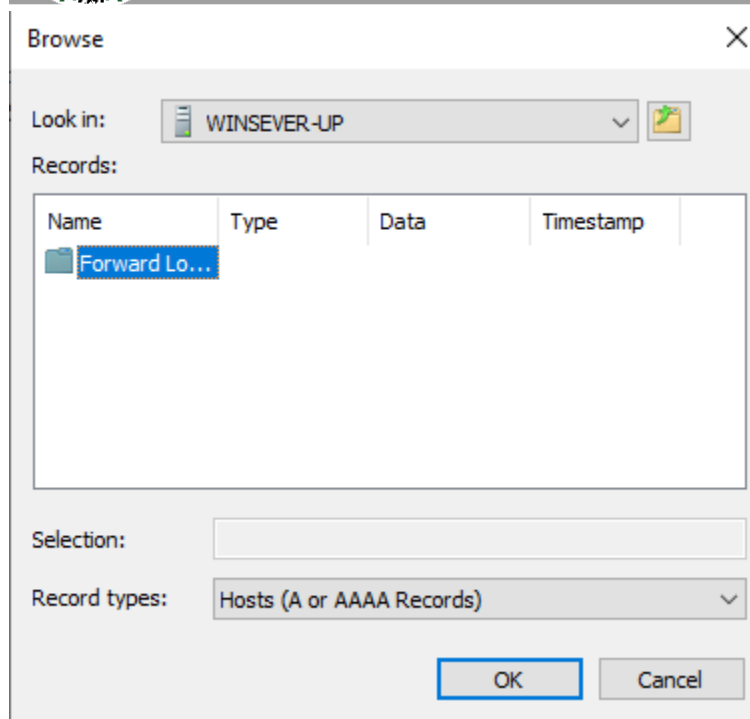 Browse
Look in: WINSEVER-UP
Records:
Name Type Data Timestamp
Forward Lo...
Selection:
Record types: Hosts (A or AAAA Records)
OK Cancel